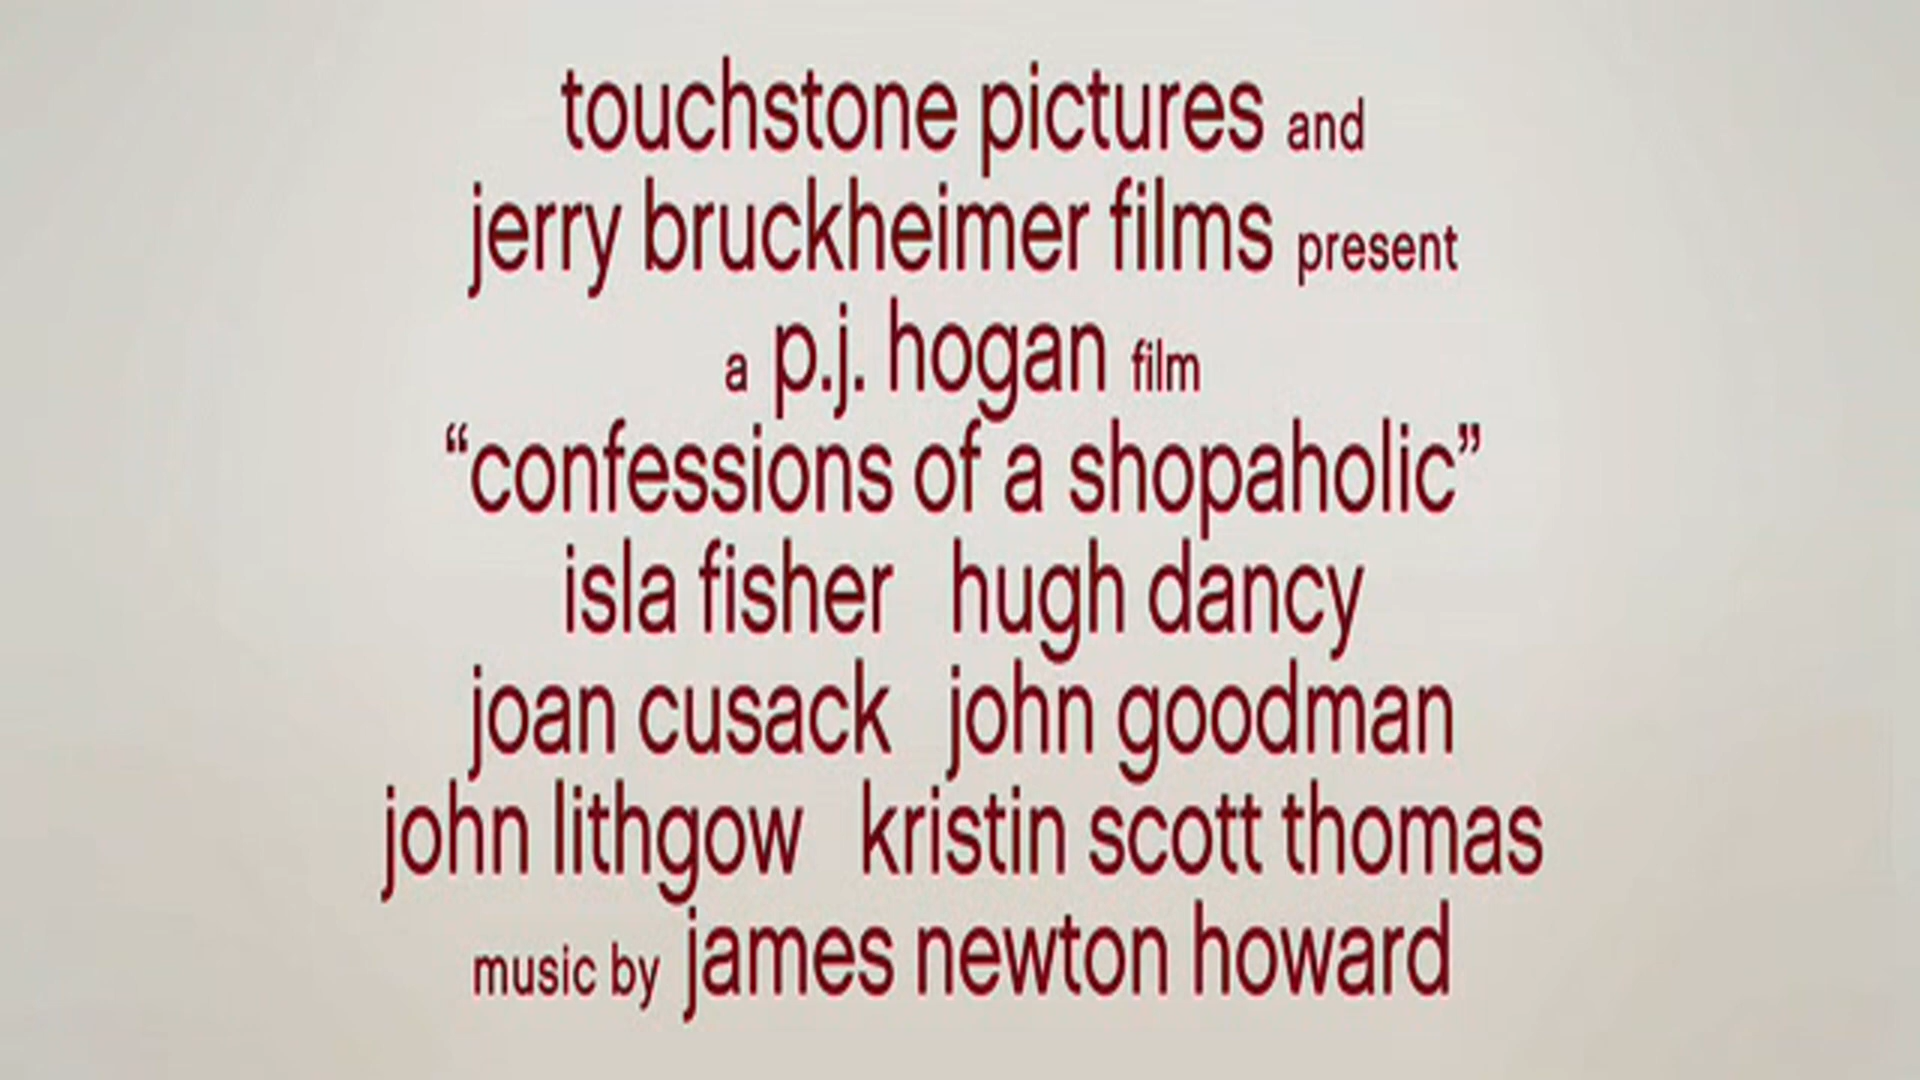 touchstone pictures and
jerry bruckheimer films present
a p.j. hogan film
“confessions of a shopaholic”
isla fisher hugh dancy
joan cusack john goodman
john lithgow kristin scott thomas
music by james newton howard